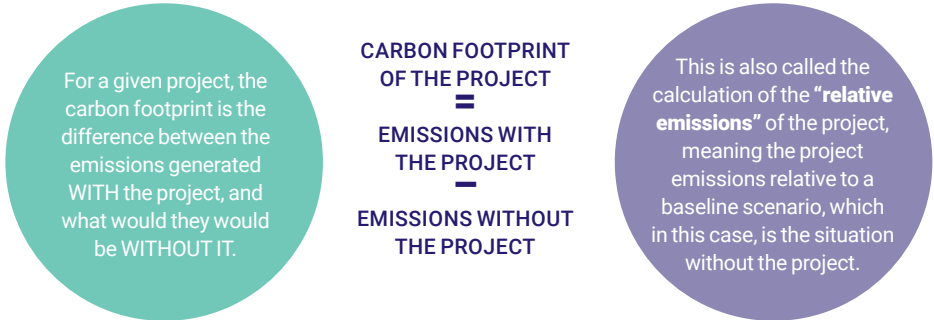 For a given project, the
carbon footprint is the
difference between the
emissions generated
WITH the project, and
what would they would
be WITHOUT IT.
CARBON FOOTPRINT
OF THE PROJECT
=
EMISSIONS WITH
THE PROJECT
−
EMISSIONS WITHOUT
THE PROJECT
This is also called the
calculation of the “relative
emissions” of the project,
meaning the project
emissions relative to a
baseline scenario, which
in this case, is the situation
without the project.